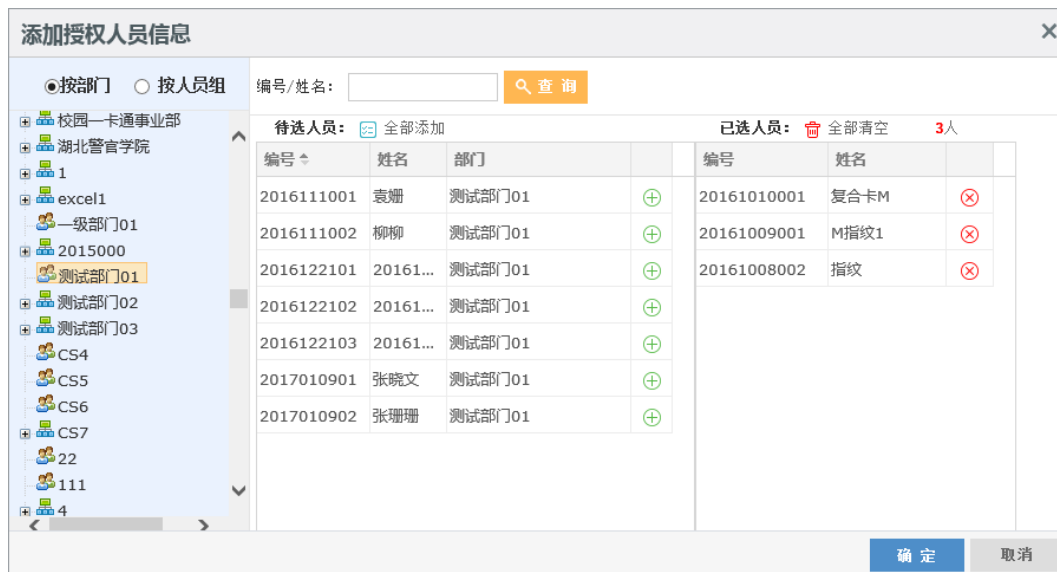 添加授权人员信息
按部门 按人员组
编号/姓名: 查 询
校园一卡通事业部
湖北警官学院
1
excel1
一级部门01
2015000
测试部门01
测试部门02
测试部门03
CS4
CS5
CS6
CS7
22
111
4
待选人员: 全部添加
编号 姓名 部门
2016111001 袁姗 测试部门01
2016111002 柳柳 测试部门01
2016122101 20161... 测试部门01
2016122102 20161... 测试部门01
2016122103 20161... 测试部门01
2017010901 张晓文 测试部门01
2017010902 张珊珊 测试部门01
已选人员: 全部清空 3人
编号 姓名
20161010001 复合卡M
20161009001 M指纹1
20161008002 指纹
确 定 取消